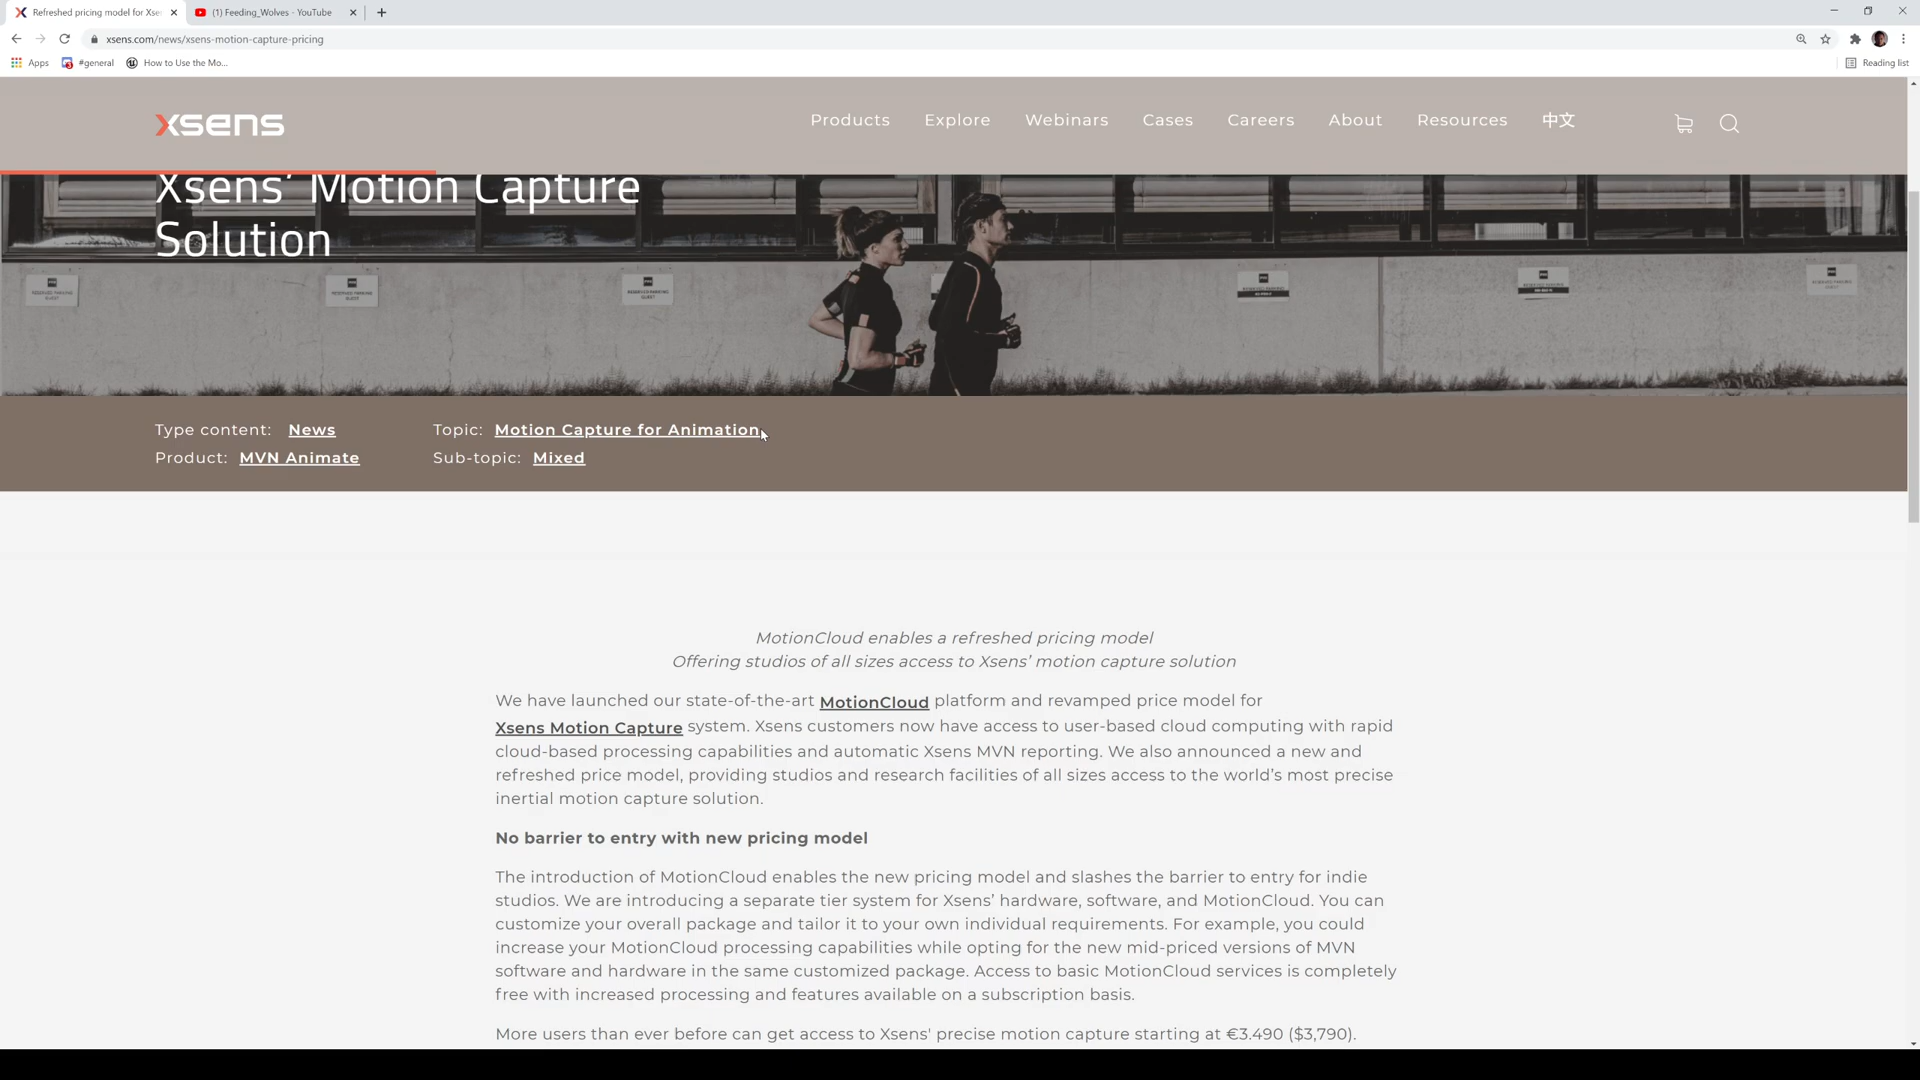 Refreshed pricing model for Xse
(1) Feeding_Wolves - YouTube
xsens.com/news/xsens-motion-capture-pricing
Apps
#general
How to Use the Mo...
Reading list
xsens
Products
Explore
Webinars
Cases
Careers
About
Resources
中文
Xsens' Motion Capture
Solution
RESERVED PARKING
GUEST
Type content: News
Topic: Motion Capture for Animation
Product: MVN Animate
Sub-topic: Mixed
MotionCloud enables a refreshed pricing model
Offering studios of all sizes access to Xsens' motion capture solution
We have launched our state-of-the-art MotionCloud platform and revamped price model for
Xsens Motion Capture system. Xsens customers now have access to user-based cloud computing with rapid
cloud-based processing capabilities and automatic Xsens MVN reporting. We also announced a new and
refreshed price model, providing studios and research facilities of all sizes access to the world's most precise
inertial motion capture solution.
No barrier to entry with new pricing model
The introduction of MotionCloud enables the new pricing model and slashes the barrier to entry for indie
studios. We are introducing a separate tier system for Xsens' hardware, software, and MotionCloud. You can
customize your overall package and tailor it to your own individual requirements. For example, you could
increase your MotionCloud processing capabilities while opting for the new mid-priced versions of MVN
software and hardware in the same customized package. Access to basic MotionCloud services is completely
free with increased processing and features available on a subscription basis.
More users than ever before can get access to Xsens' precise motion capture starting at €3.490 ($3,790).